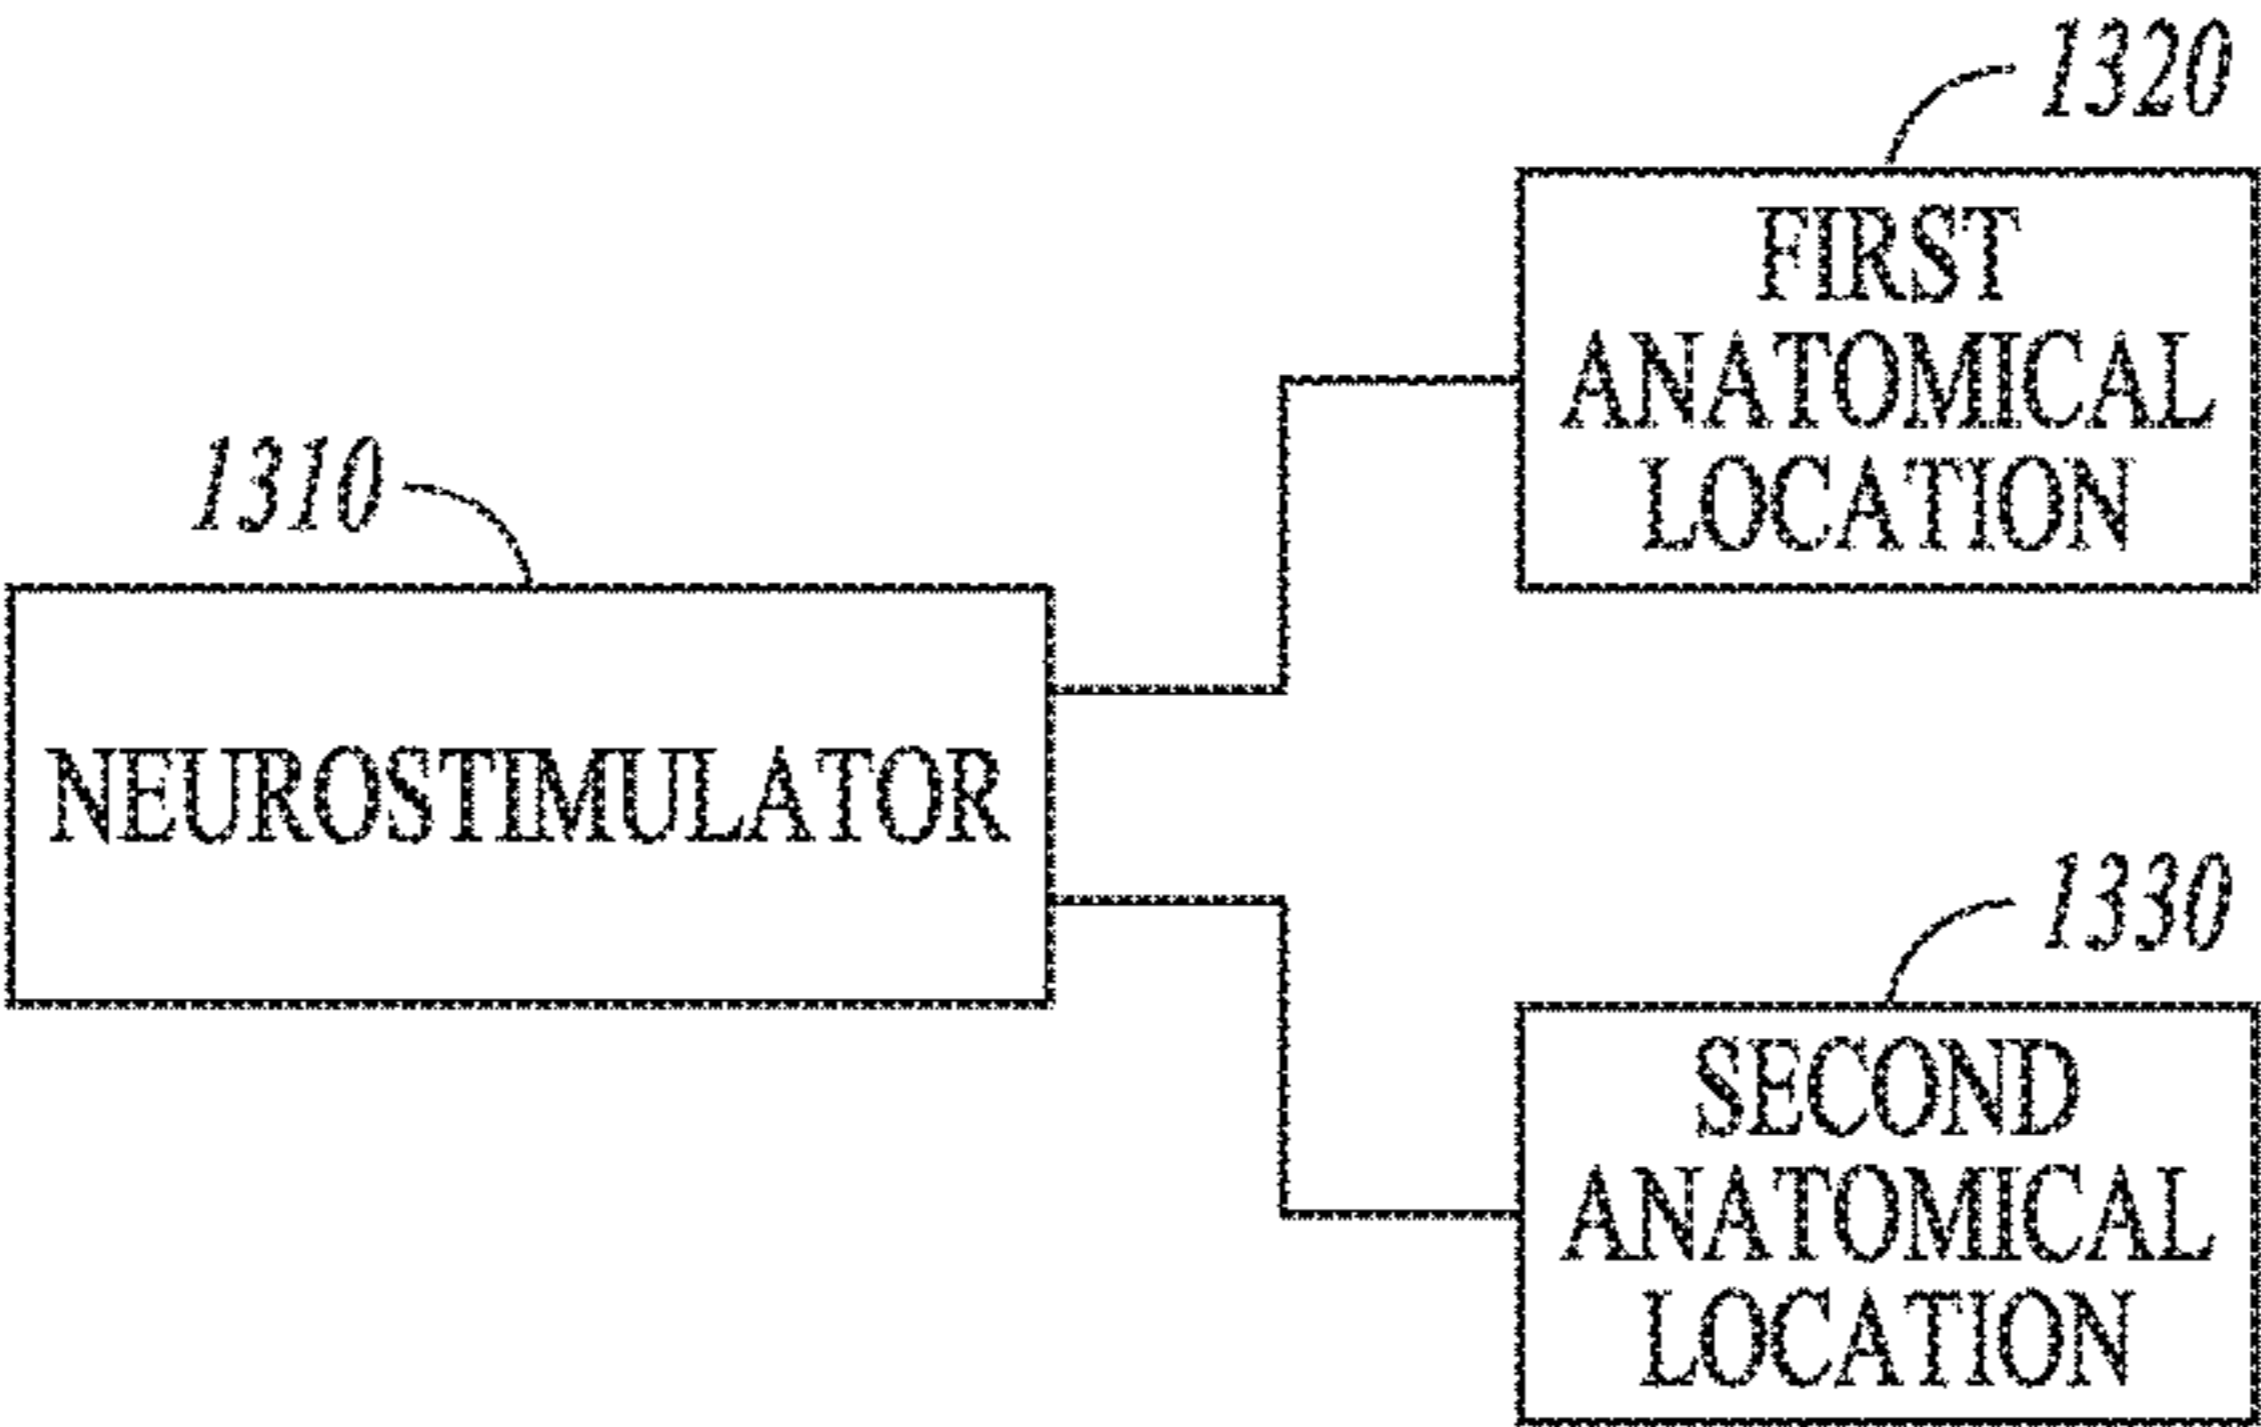 1320
FIRST
ANATOMICAL
LOCATION
1310
NEUROSTIMULATOR
1330
SECOND
ANATOMICAL
LOCATION